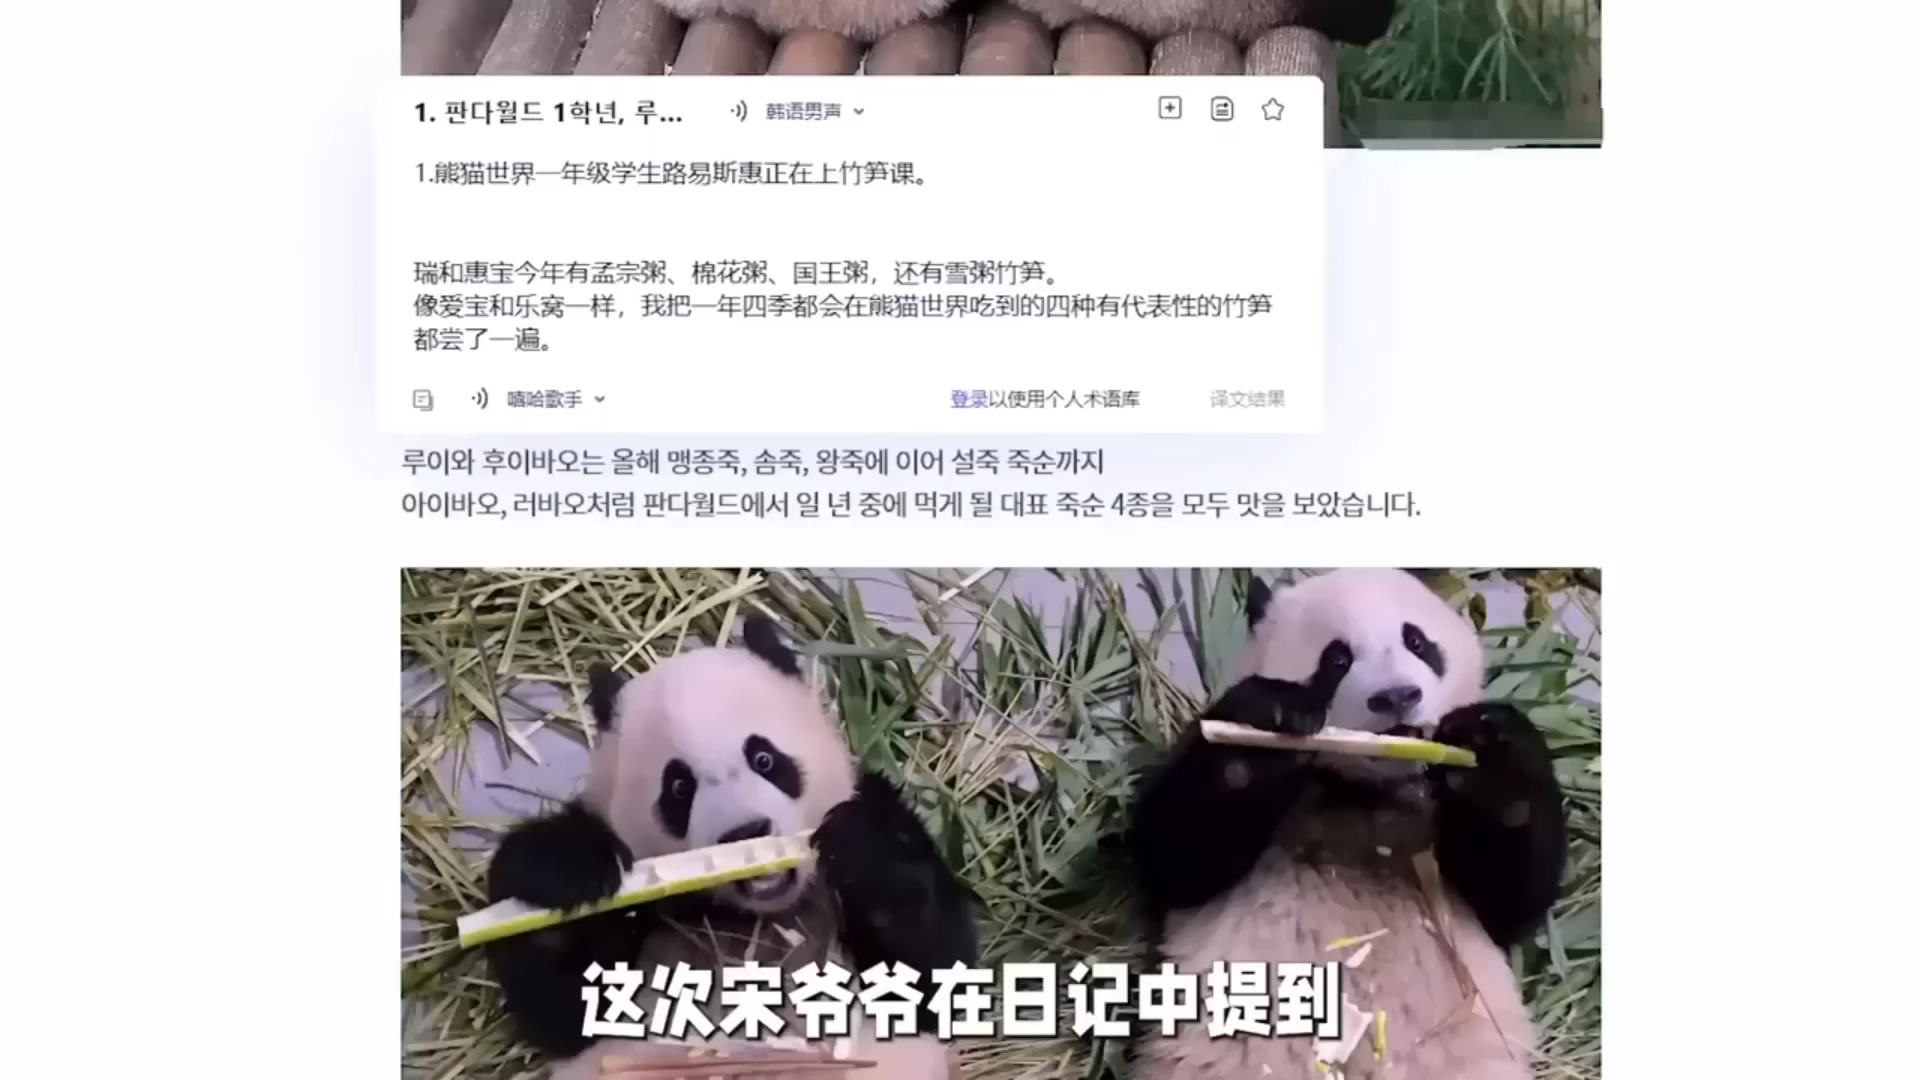 1. 판다월드 1학년, 루...
韩语男声
1.熊猫世界一年级学生路易斯惠正在上竹笋课。
瑞和惠宝今年有孟宗粥、棉花粥、国王粥，还有雪粥竹笋。
像爱宝和乐窝一样，我把一年四季都会在熊猫世界吃到的四种有代表性的竹笋
都尝了一遍。
嘻哈歌手
登录以使用个人术语库
译文结果
루이와 후이바오는 올해 맹종죽, 솜죽, 왕죽에 이어 설죽 죽순까지
아이바오, 러바오처럼 판다월드에서 일 년 중에 먹게 될 대표 죽순 4종을 모두 맛을 보았습니다.
这次宋爷爷在日记中提到